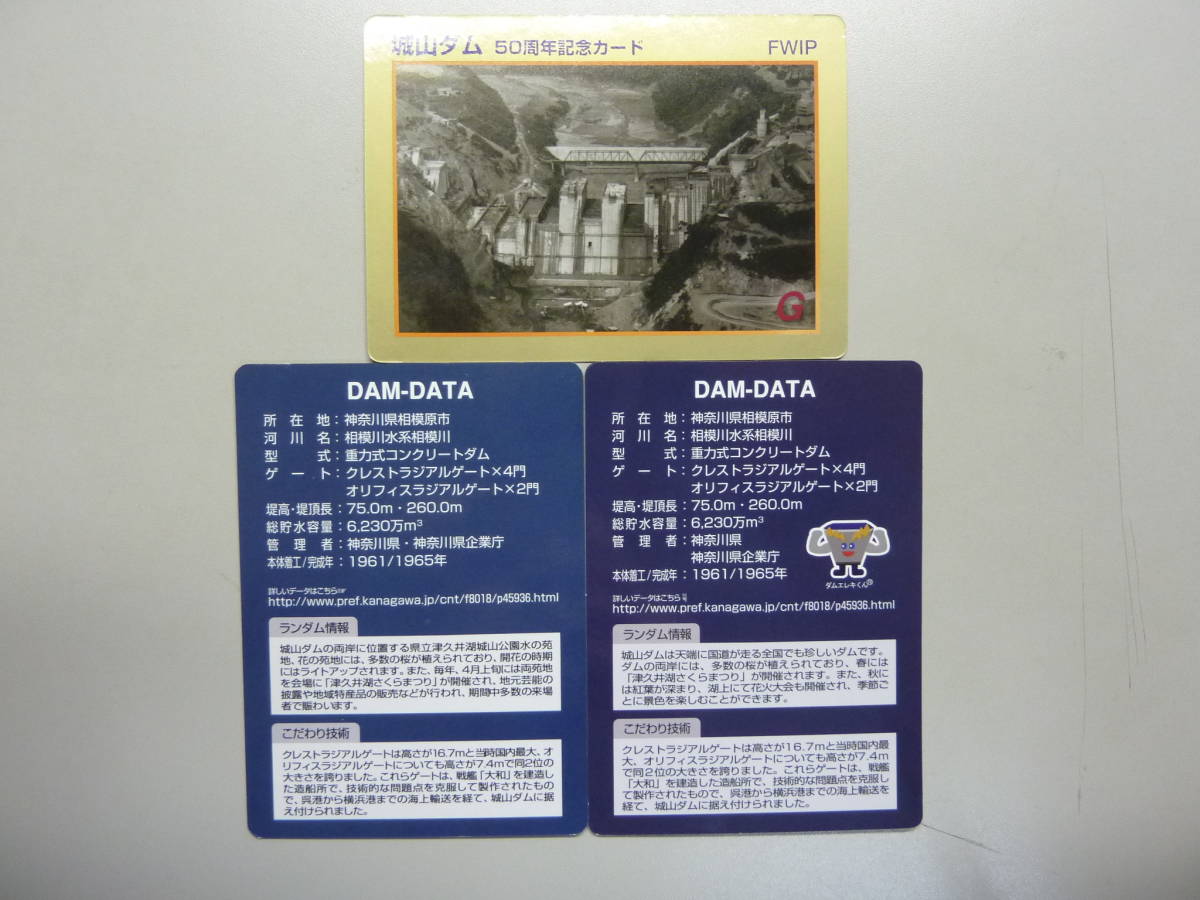 城山ダム 50周年記念カード FWIP
G
DAM-DATA
所在地：神奈川県相模原市
河川名：相模川水系相模川
型式：重力式コンクリートダム
ゲート：クレストラジアルゲート×4門
オリフィスラジアルゲート×2門
堤高・堤頂長：75.0m・260.0m
総貯水容量：6,230万m³
管理者：神奈川県・神奈川県企業庁
本体着工/完成年：1961/1965年
詳しいデータはこちら☞
http://www.pref.kanagawa.jp/cnt/f8018/p45936.html
ランダム情報
城山ダムの両岸に位置する県立津久井湖城山公園水の苑
地、花の苑地には、多数の桜が植えられており、開花の時期
にはライトアップされます。また、毎年、4月上旬には両苑地
を会場に「津久井湖さくらまつり」が開催され、地元芸能の
披露や地域特産品の販売などが行われ、期間中多数の来場
者で賑わいます。
こだわり技術
クレストラジアルゲートは高さが16.7mと当時国内最大、オ
リフィスラジアルゲートについても高さが7.4mで同2位の
大きさを誇りました。これらゲートは、戦艦「大和」を建造し
た造船所で、技術的な問題点を克服して製作されたもの
で、呉港から横浜港までの海上輸送を経て、城山ダムに据
え付けられました。
DAM-DATA
所在地：神奈川県相模原市
河川名：相模川水系相模川
型式：重力式コンクリートダム
ゲート：クレストラジアルゲート×4門
オリフィスラジアルゲート×2門
堤高・堤頂長：75.0m・260.0m
総貯水容量：6,230万m³
管理者：神奈川県
神奈川県企業庁
本体着工/完成年：1961/1965年
ダムエレキくん
詳しいデータはこちら
http://www.pref.kanagawa.jp/cnt/f8018/p45936.html
ランダム情報
城山ダムは天端に国道が走る全国でも珍しいダムです。
ダムの両岸には、多数の桜が植えられており、春には
「津久井湖さくらまつり」が開催されます。また、秋に
は紅葉が深まり、湖上にて花火大会も開催され、季節ご
とに景色を楽しむことができます。
こだわり技術
クレストラジアルゲートは高さが16.7mと当時国内最
大、オリフィスラジアルゲートについても高さが7.4m
で同2位の大きさを誇りました。これらゲートは、戦艦
「大和」を建造した造船所で、技術的な問題点を克服し
て製作されたもので、呉港から横浜港までの海上輸送を
経て、城山ダムに据え付けられました。